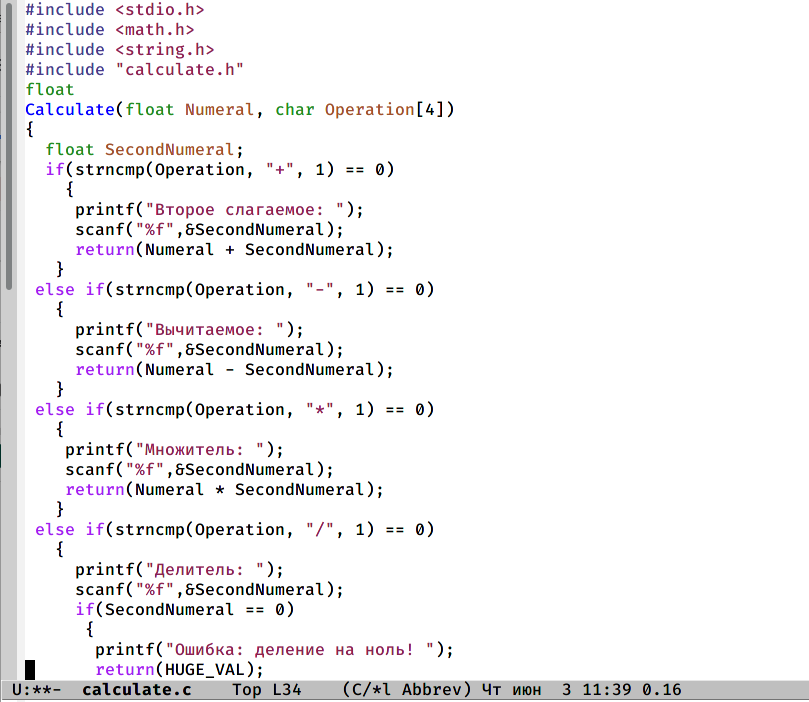 #include <stdio.h>
#include <math.h>
#include <string.h>
#include "calculate.h"
float
Calculate(float Numeral, char Operation[4])
{
  float SecondNumeral;
  if(strncmp(Operation, "+", 1) == 0)
    {
     printf("Второе слагаемое: ");
     scanf("%f",&SecondNumeral);
     return(Numeral + SecondNumeral);
   }
 else if(strncmp(Operation, "-", 1) == 0)
   {
     printf("Вычитаемое: ");
     scanf("%f",&SecondNumeral);
     return(Numeral - SecondNumeral);
   }
 else if(strncmp(Operation, "*", 1) == 0)
   {
    printf("Множитель: ");
    scanf("%f",&SecondNumeral);
    return(Numeral * SecondNumeral);
   }
 else if(strncmp(Operation, "/", 1) == 0)
   {
     printf("Делитель: ");
     scanf("%f",&SecondNumeral);
     if(SecondNumeral == 0)
      {
       printf("Ошибка: деление на ноль! ");
       return(HUGE_VAL);
U:**-  calculate.c    Top L34    (C/*l Abbrev) Чт июн  3 11:39 0.16